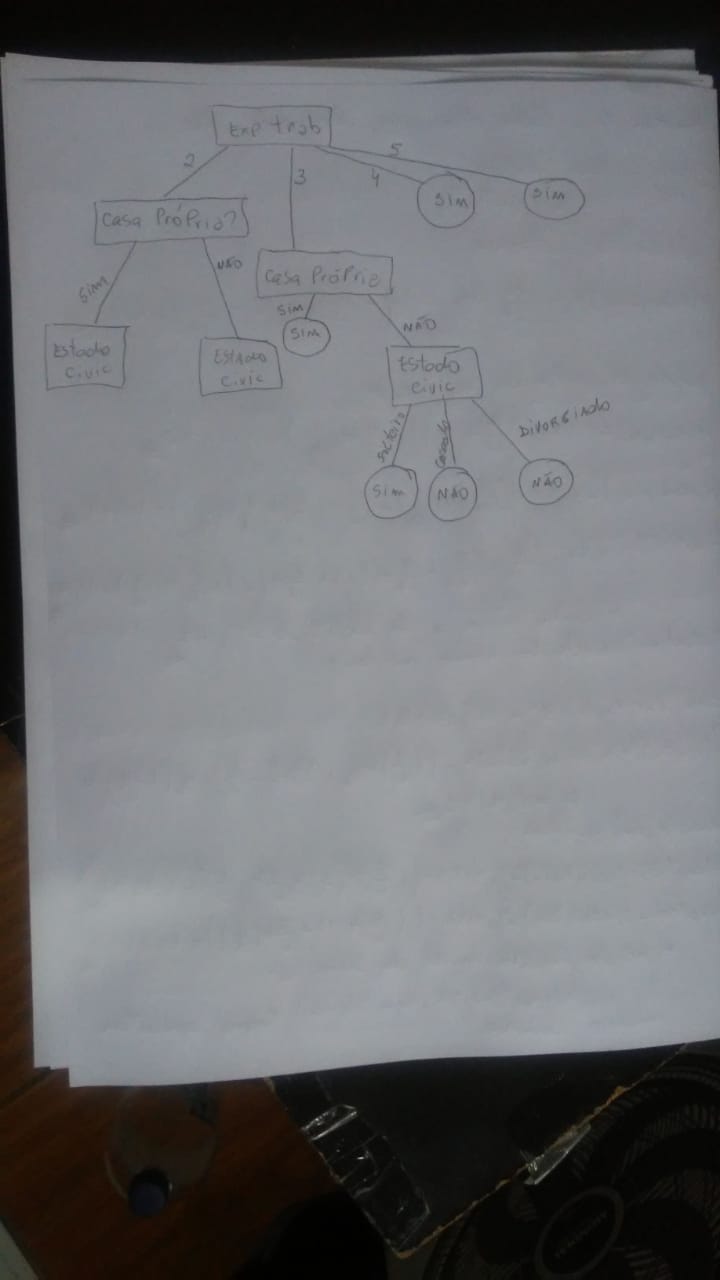 Exp trab
2
3
4
5
SIM
SIM
Casa Própria?
SIM
NÃO
Casa Própria
SIM
SIM
NÃO
Estado
Civic
EsTADO
Civic
Estado
Civic
SOLTEIRO
Casado
DIVORCIADO
SIM
NÃO
NÃO